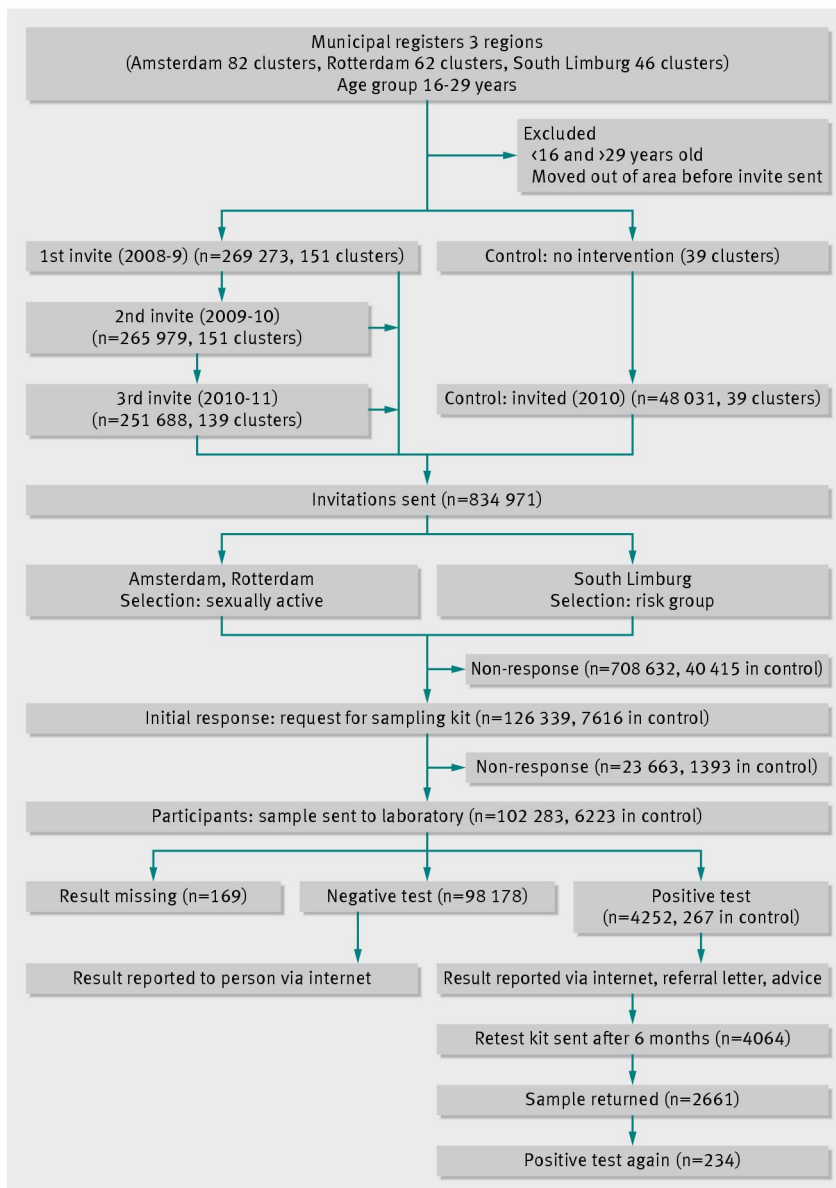 Municipal registers 3 regions
(Amsterdam 82 clusters, Rotterdam 62 clusters, South Limburg 46 clusters)
Age group 16-29 years
Excluded
<16 and >29 years old
Moved out of area before invite sent
1st invite (2008-9) (n=269 273, 151 clusters)
Control: no intervention (39 clusters)
2nd invite (2009-10)
(n=265 979, 151 clusters)
3rd invite (2010-11)
(n=251 688, 139 clusters)
Control: invited (2010) (n=48 031, 39 clusters)
Invitations sent (n=834 971)
Amsterdam, Rotterdam
Selection: sexually active
South Limburg
Selection: risk group
Non-response (n=708 632, 40 415 in control)
Initial response: request for sampling kit (n=126 339, 7616 in control)
Non-response (n=23 663, 1393 in control)
Participants: sample sent to laboratory (n=102 283, 6223 in control)
Result missing (n=169)
Negative test (n=98 178)
Positive test
(n=4252, 267 in control)
Result reported to person via internet
Result reported via internet, referral letter, advice
Retest kit sent after 6 months (n=4064)
Sample returned (n=2661)
Positive test again (n=234)